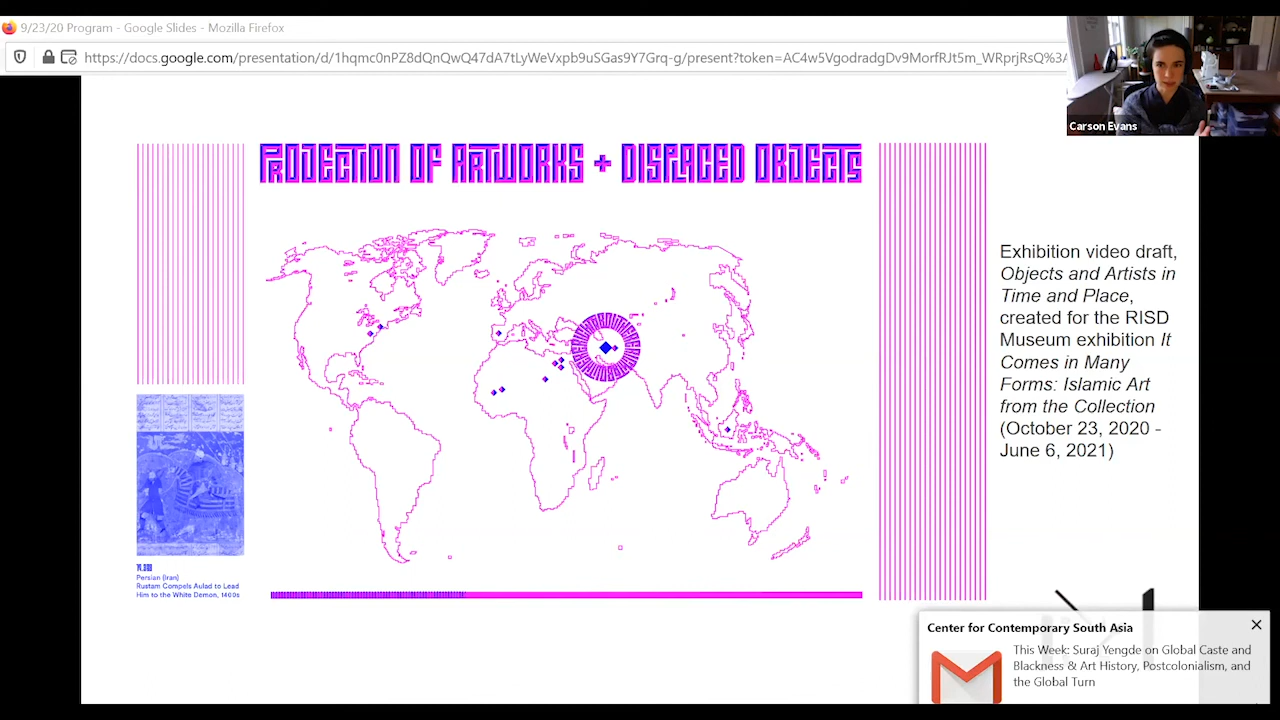 9/23/20 Program - Google Slides - Mozilla Firefox
https://docs.google.com/presentation/d/1hqmc0nPZ8dQnQwQ47dA7tLyWeVxpb9uSGas9Y7Grq-g/present?token=AC4w5VgodradgDv9MorfRJt5m_WRprjRsQ%3A
Carson Evans
PROJECTION OF ARTWORKS + DISPLACED OBJECTS
Exhibition video draft,
Objects and Artists in
Time and Place,
created for the RISD
Museum exhibition It
Comes in Many
Forms: Islamic Art
from the Collection
(October 23, 2020 -
June 6, 2021)
Persian (Iran)
Rustam Compels Aulad to Lead
Him to the White Demon, 1400s
Center for Contemporary South Asia
This Week: Suraj Yengde on Global Caste and
Blackness & Art History, Postcolonialism, and
the Global Turn